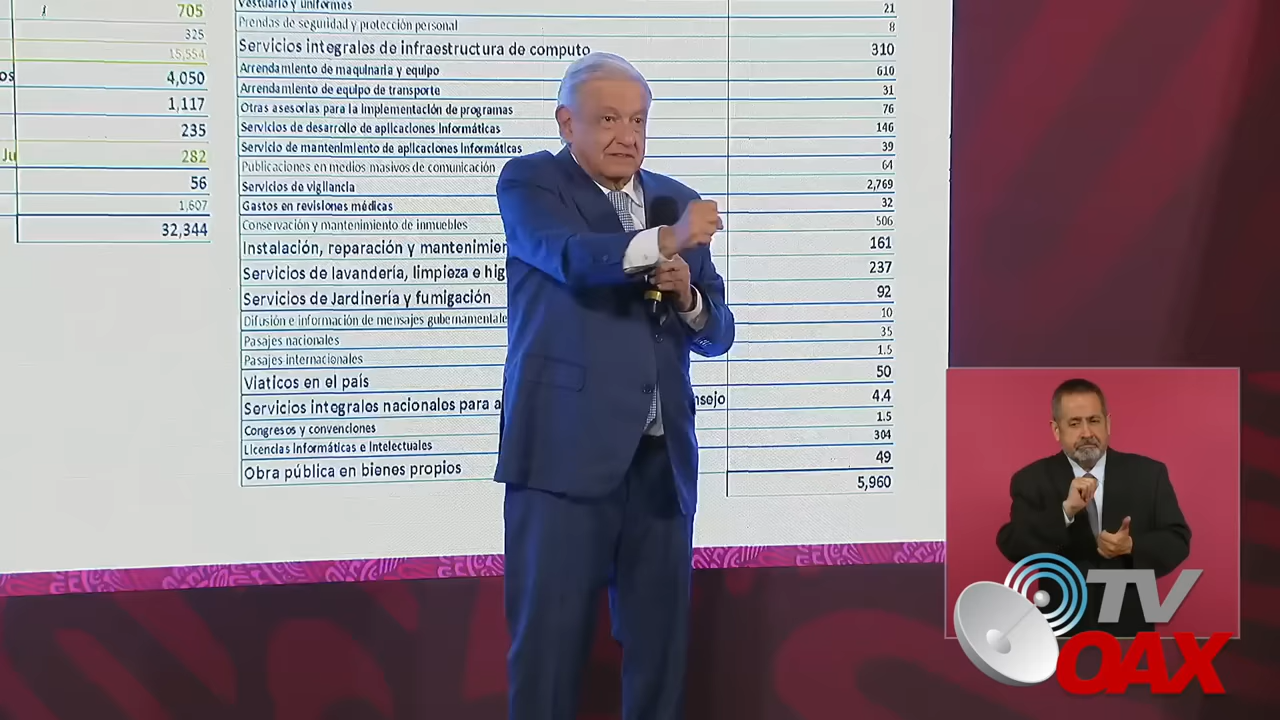 705
325
15,554
os 4,050
1,117
235
Ju 282
56
1,607
32,344
Vestuario y uniformes 21
Prendas de seguridad y protección personal 8
Servicios integrales de infraestructura de computo 310
Arrendamiento de maquinaria y equipo 610
Arrendamiento de equipo de transporte 31
Otras asesorías para la implementación de programas 76
Servicios de desarrollo de aplicaciones informáticas 146
Servicio de mantenimiento de aplicaciones informáticas 39
Publicaciones en medios masivos de comunicación 64
Servicios de vigilancia 2,769
Gastos en revisiones médicas 32
Conservación y mantenimiento de inmuebles 506
Instalación, reparación y mantenimien 161
Servicios de lavandería, limpieza e hig 237
Servicios de Jardinería y fumigación 92
Difusión e información de mensajes gubernamentale 10
Pasajes nacionales 35
Pasajes internacionales 1.5
Viaticos en el país 50
Servicios integrales nacionales para a nsejo 4.4
Congresos y convenciones 1.5
Licencias Informáticas e Intelectuales 304
Obra pública en bienes propios 49
5,960
TV
OAX